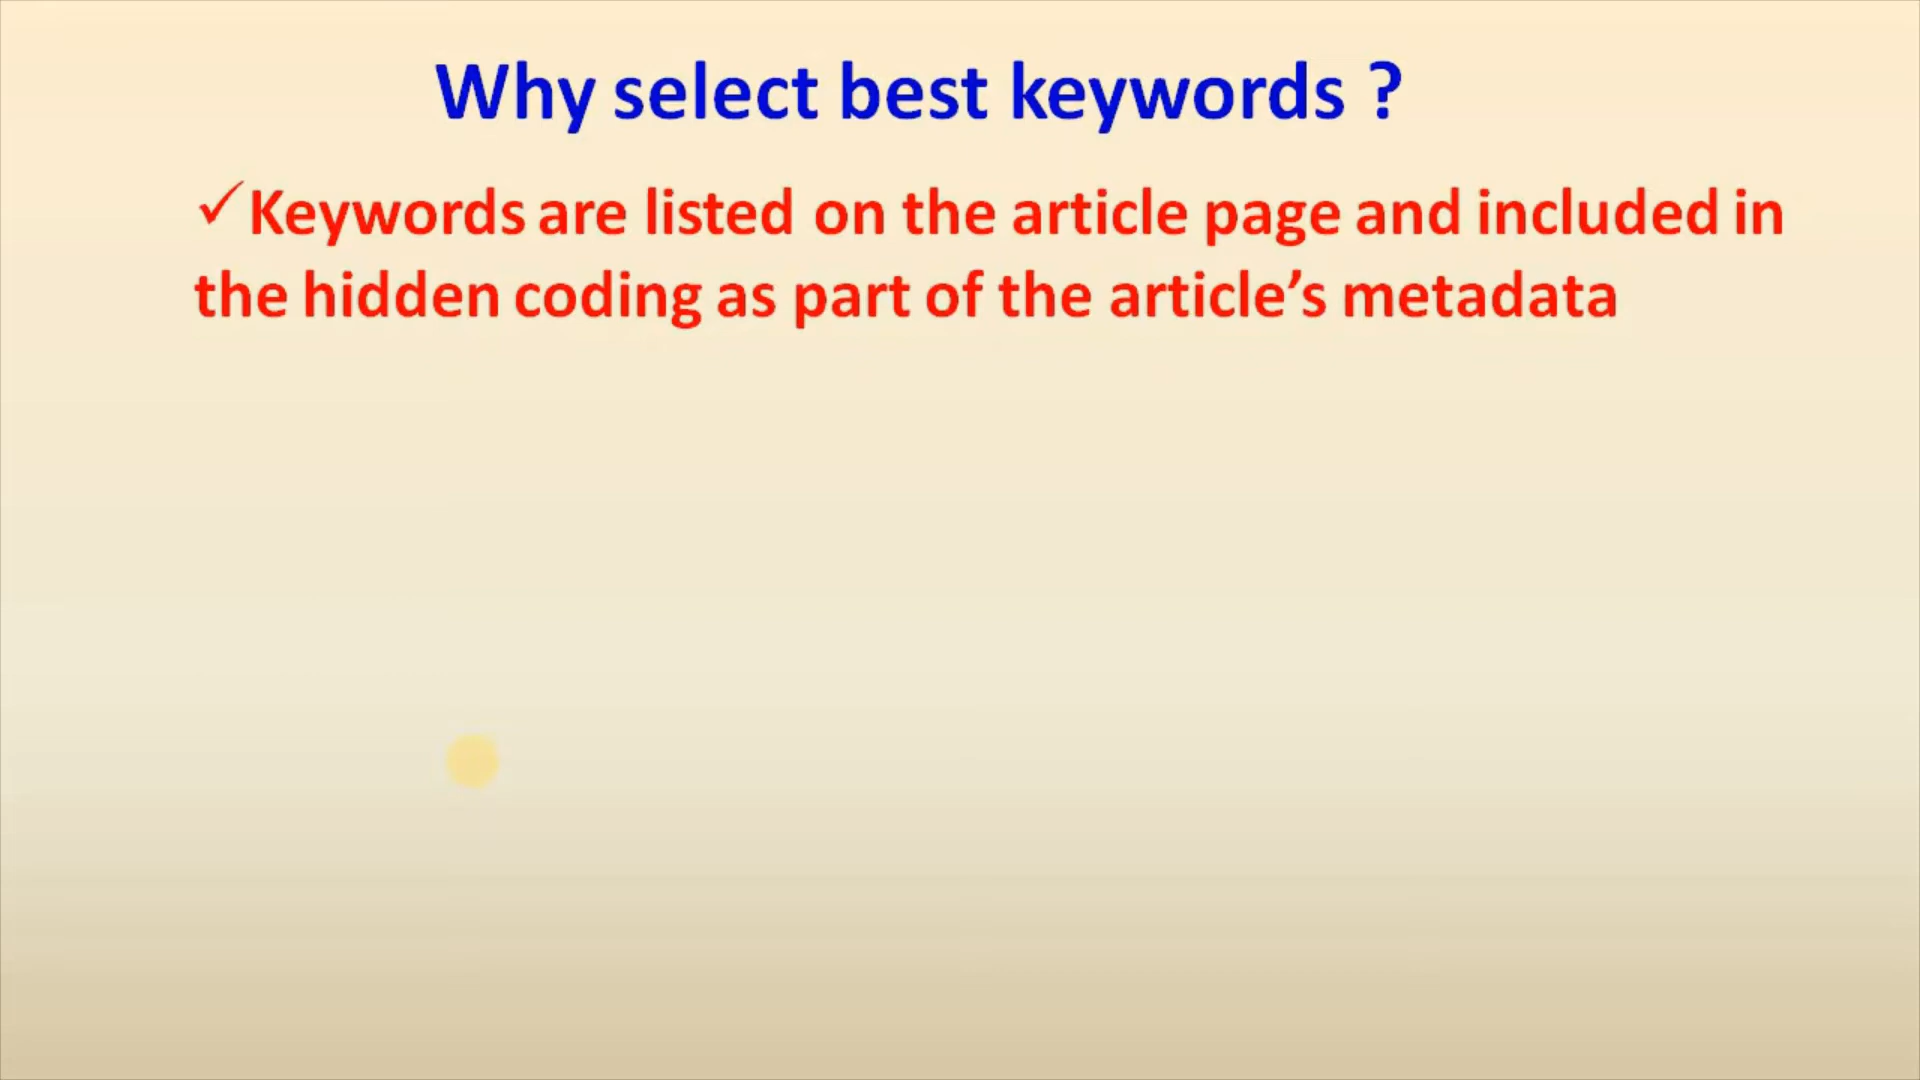 Why select best keywords ?
✓Keywords are listed on the article page and included in
the hidden coding as part of the article’s metadata